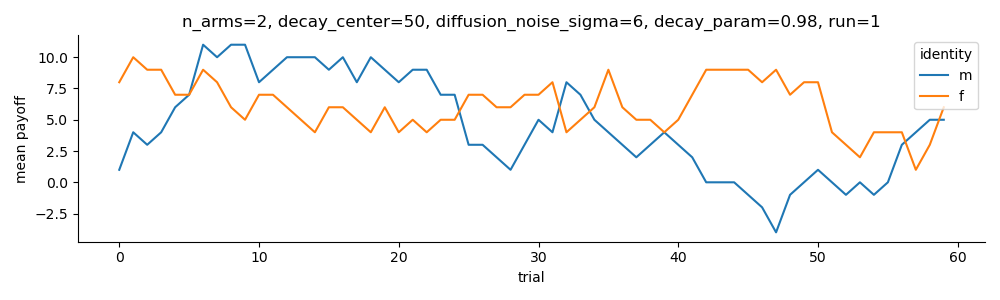 n_arms=2, decay_center=50, diffusion_noise_sigma=6, decay_param=0.98, run=1
identity
m
f
mean payoff
10.0
7.5
5.0
2.5
0.0
−2.5
0
10
20
30
40
50
60
trial